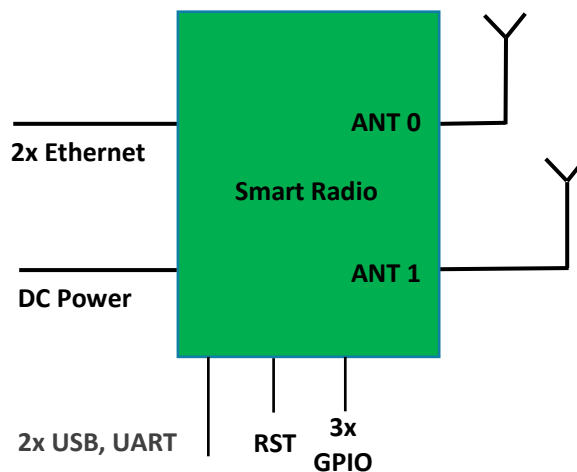 ANT 0
2x Ethernet
Smart Radio
ANT 1
DC Power
2x USB, UART
RST
3x
GPIO